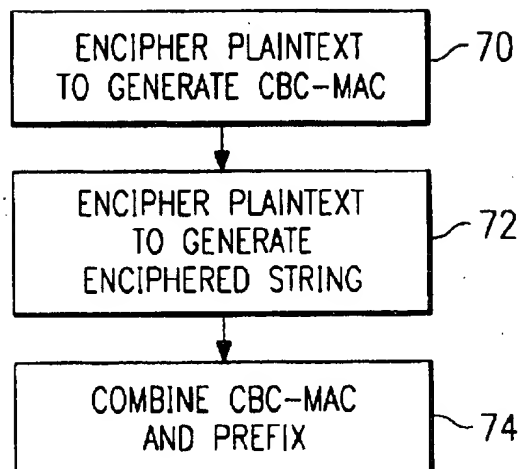 ENCIPHER PLAINTEXT
TO GENERATE CBC-MAC
70
ENCIPHER PLAINTEXT
TO GENERATE
ENCIPHERED STRING
72
COMBINE CBC-MAC
AND PREFIX
74